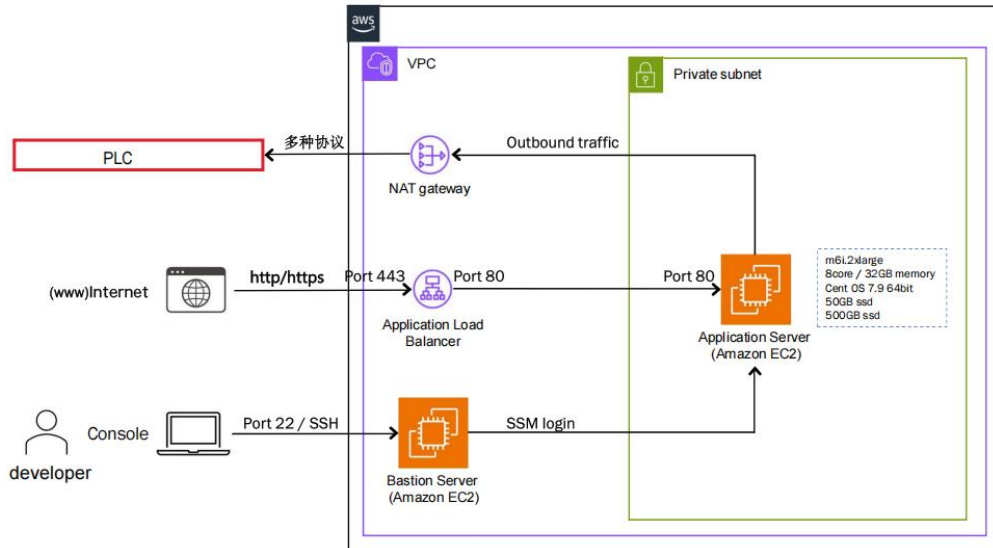 aws
VPC
Private subnet
多种协议
Outbound traffic
PLC
NAT gateway
(www)Internet
http/https
Port 443
Port 80
Port 80
Application Load
Balancer
m6i.2xlarge
8core / 32GB memory
Cent OS 7.9 64bit
50GB ssd
500GB ssd
Application Server
(Amazon EC2)
Console
developer
Port 22 / SSH
SSM login
Bastion Server
(Amazon EC2)